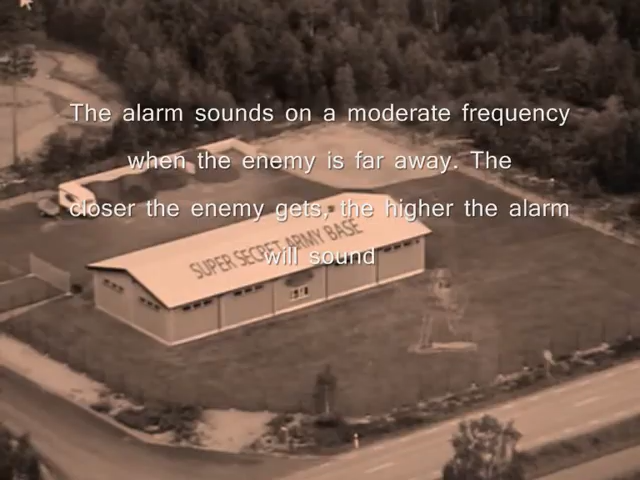 The alarm sounds on a moderate frequency
when the enemy is far away. The
closer the enemy gets, the higher the alarm
will sound
SUPER SECRET ARMY BASE